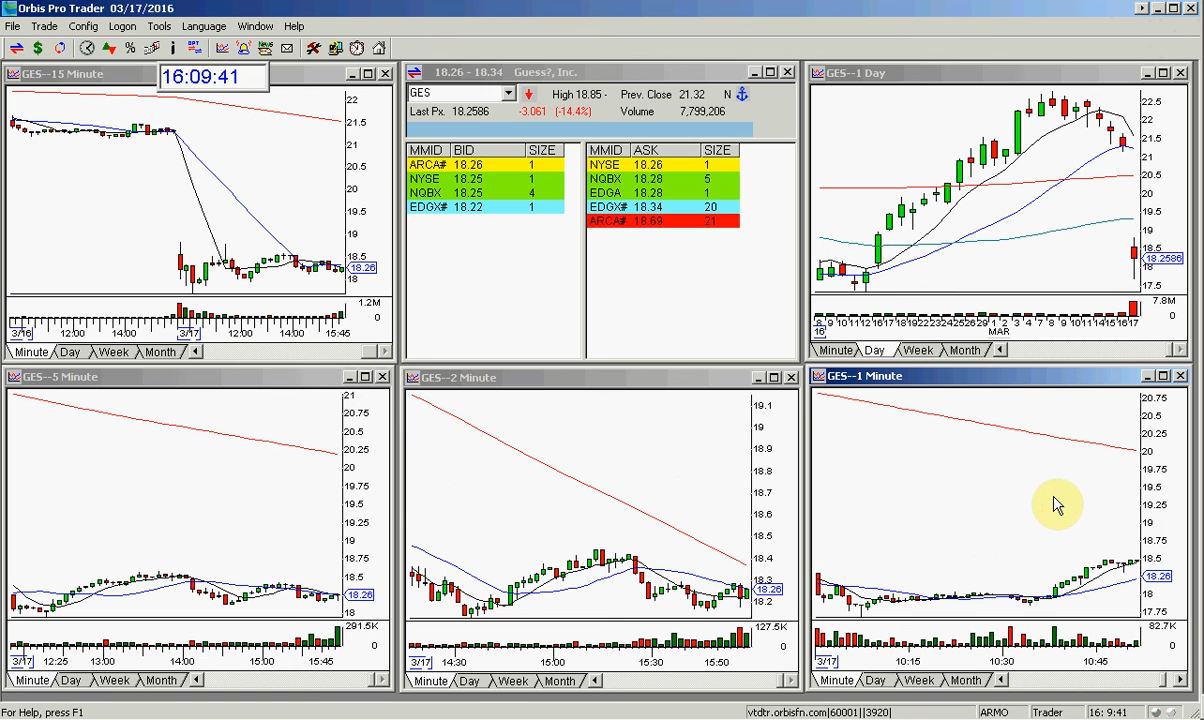 Orbis Pro Trader 03/17/2016
File Trade Config Logon Tools Language Window Help
GES--15 Minute
16:09:41
22
21.5
21
20.5
20
19.5
19
18.5
18.26
18
1.2M
0
3/16 12:00 14:00 3/17 12:00 14:00 15:45
Minute Day Week Month
18.26 - 18.34 Guess?, Inc.
GES High 18.85 - Prev. Close 21.32 N
Last Px. 18.2586 -3.061 (-14.4%) Volume 7,799,206
MMID BID SIZE
ARCA# 18.26 1
NYSE 18.25 1
NQBX 18.25 4
EDGX# 18.22 1
MMID ASK SIZE
NYSE 18.26 1
NQBX 18.28 5
EDGA 18.28 1
EDGX# 18.34 20
ARCA# 18.69 21
GES--1 Day
22.5
22
21.5
21
20.5
20
19.5
19
18.5
18.2586
18
17.5
7.8M
0
16 MAR
Minute Day Week Month
GES--5 Minute
21
20.75
20.5
20.25
20
19.75
19.5
19.25
19
18.75
18.5
18.26
18
291.5K
0
3/17 12:25 13:00 14:00 15:00 15:45
Minute Day Week Month
GES--2 Minute
19.1
19
18.9
18.8
18.7
18.6
18.5
18.4
18.3
18.26
18.2
127.5K
0
3/17 14:30 15:00 15:30 15:50
Minute Day Week Month
GES--1 Minute
20.75
20.5
20.25
20
19.75
19.5
19.25
19
18.75
18.5
18.26
18
17.75
82.7K
0
3/17 10:15 10:30 10:45
Minute Day Week Month
For Help, press F1
vtdtr.orbisfn.com|60001||3920|
ARMO
Trader
16: 9:41